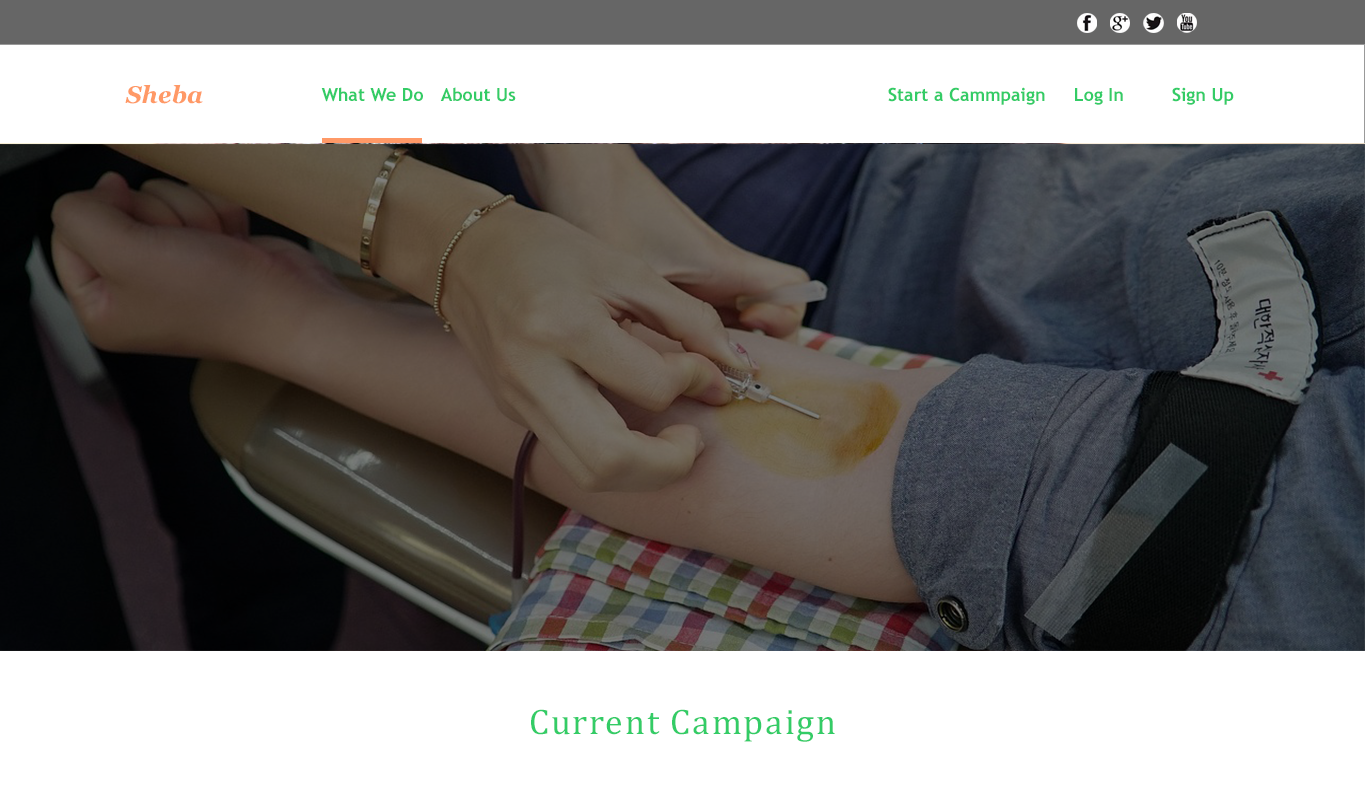 Sheba
What We Do
About Us
Start a Cammpaign
Log In
Sign Up
대한적십자사
Current Campaign